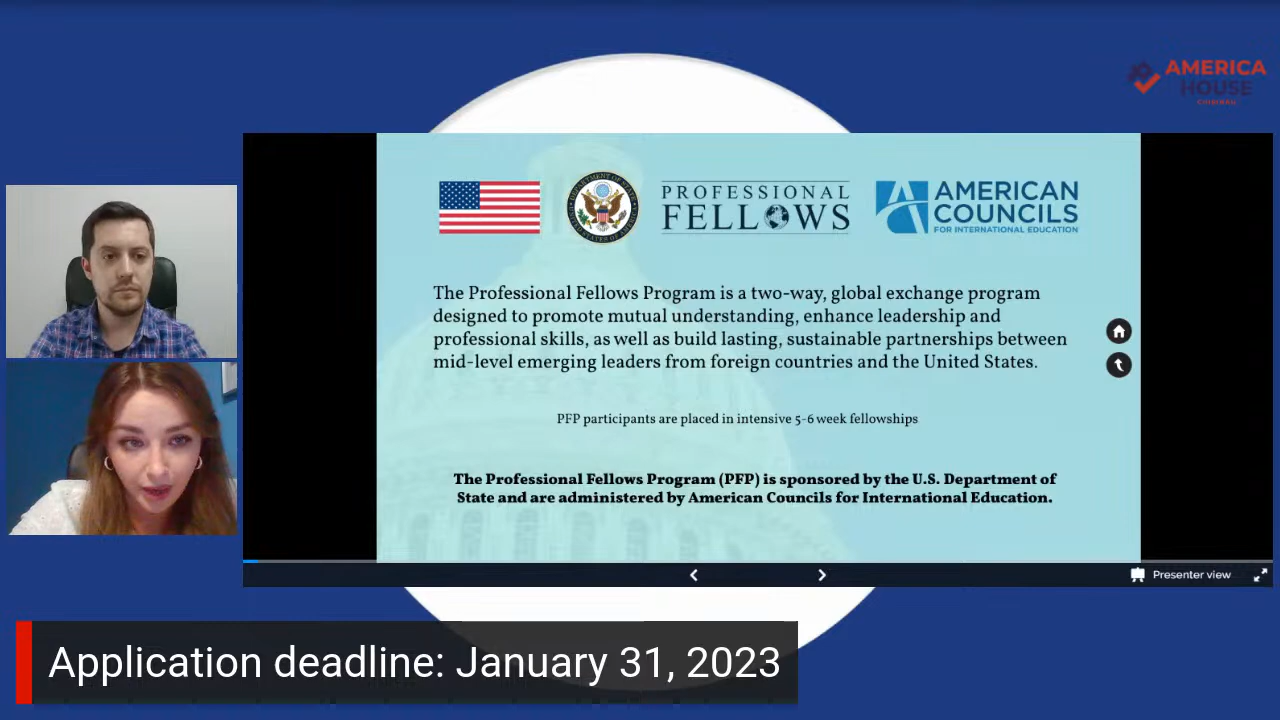 AMERICA
HOUSE
CHIȘINĂU
PROFESSIONAL
FELLOWS
AMERICAN
COUNCILS
FOR INTERNATIONAL EDUCATION
The Professional Fellows Program is a two-way, global exchange program
designed to promote mutual understanding, enhance leadership and
professional skills, as well as build lasting, sustainable partnerships between
mid-level emerging leaders from foreign countries and the United States.
PFP participants are placed in intensive 5-6 week fellowships
The Professional Fellows Program (PFP) is sponsored by the U.S. Department of
State and are administered by American Councils for International Education.
Presenter view
Application deadline: January 31, 2023